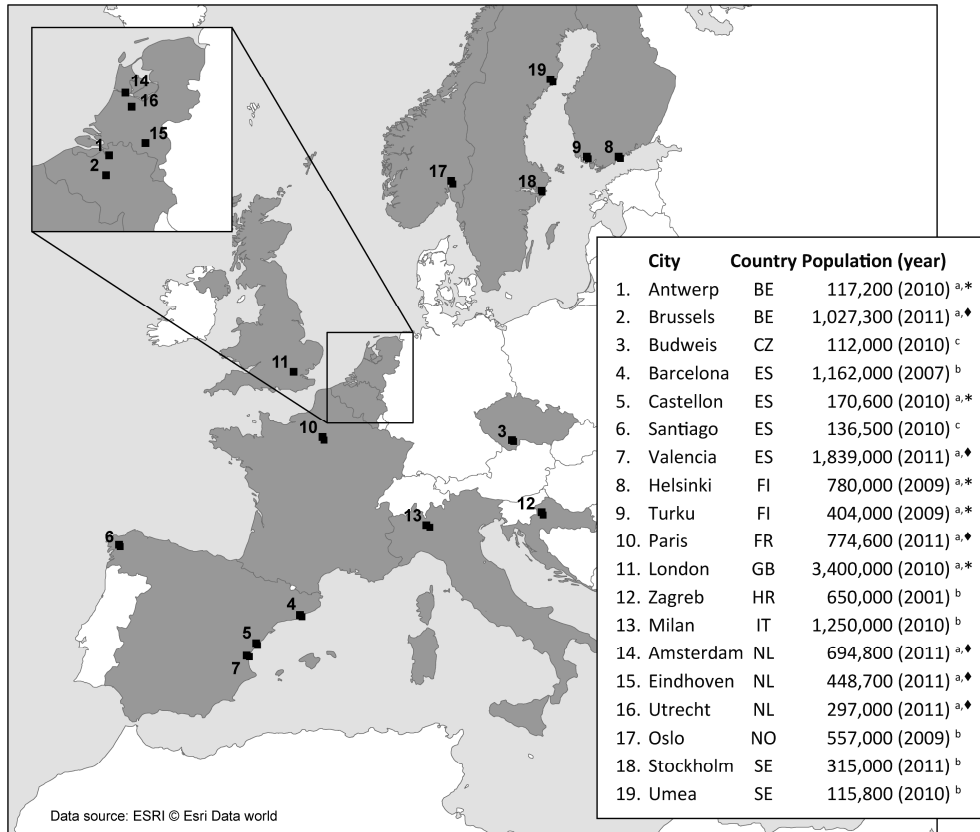 14
16
15
1
2
19
9 8
17
18
11
10
3
12
13
6
4
5
7
City Country Population (year)
1. Antwerp BE 117,200 (2010) a,*
2. Brussels BE 1,027,300 (2011) a,♦
3. Budweis CZ 112,000 (2010) c
4. Barcelona ES 1,162,000 (2007) b
5. Castellon ES 170,600 (2010) a,*
6. Santiago ES 136,500 (2010) c
7. Valencia ES 1,839,000 (2011) a,♦
8. Helsinki FI 780,000 (2009) a,*
9. Turku FI 404,000 (2009) a,*
10. Paris FR 774,600 (2011) a,♦
11. London GB 3,400,000 (2010) a,*
12. Zagreb HR 650,000 (2001) b
13. Milan IT 1,250,000 (2010) b
14. Amsterdam NL 694,800 (2011) a,♦
15. Eindhoven NL 448,700 (2011) a,♦
16. Utrecht NL 297,000 (2011) a,♦
17. Oslo NO 557,000 (2009) b
18. Stockholm SE 315,000 (2011) b
19. Umea SE 115,800 (2010) b
Data source: ESRI © Esri Data world